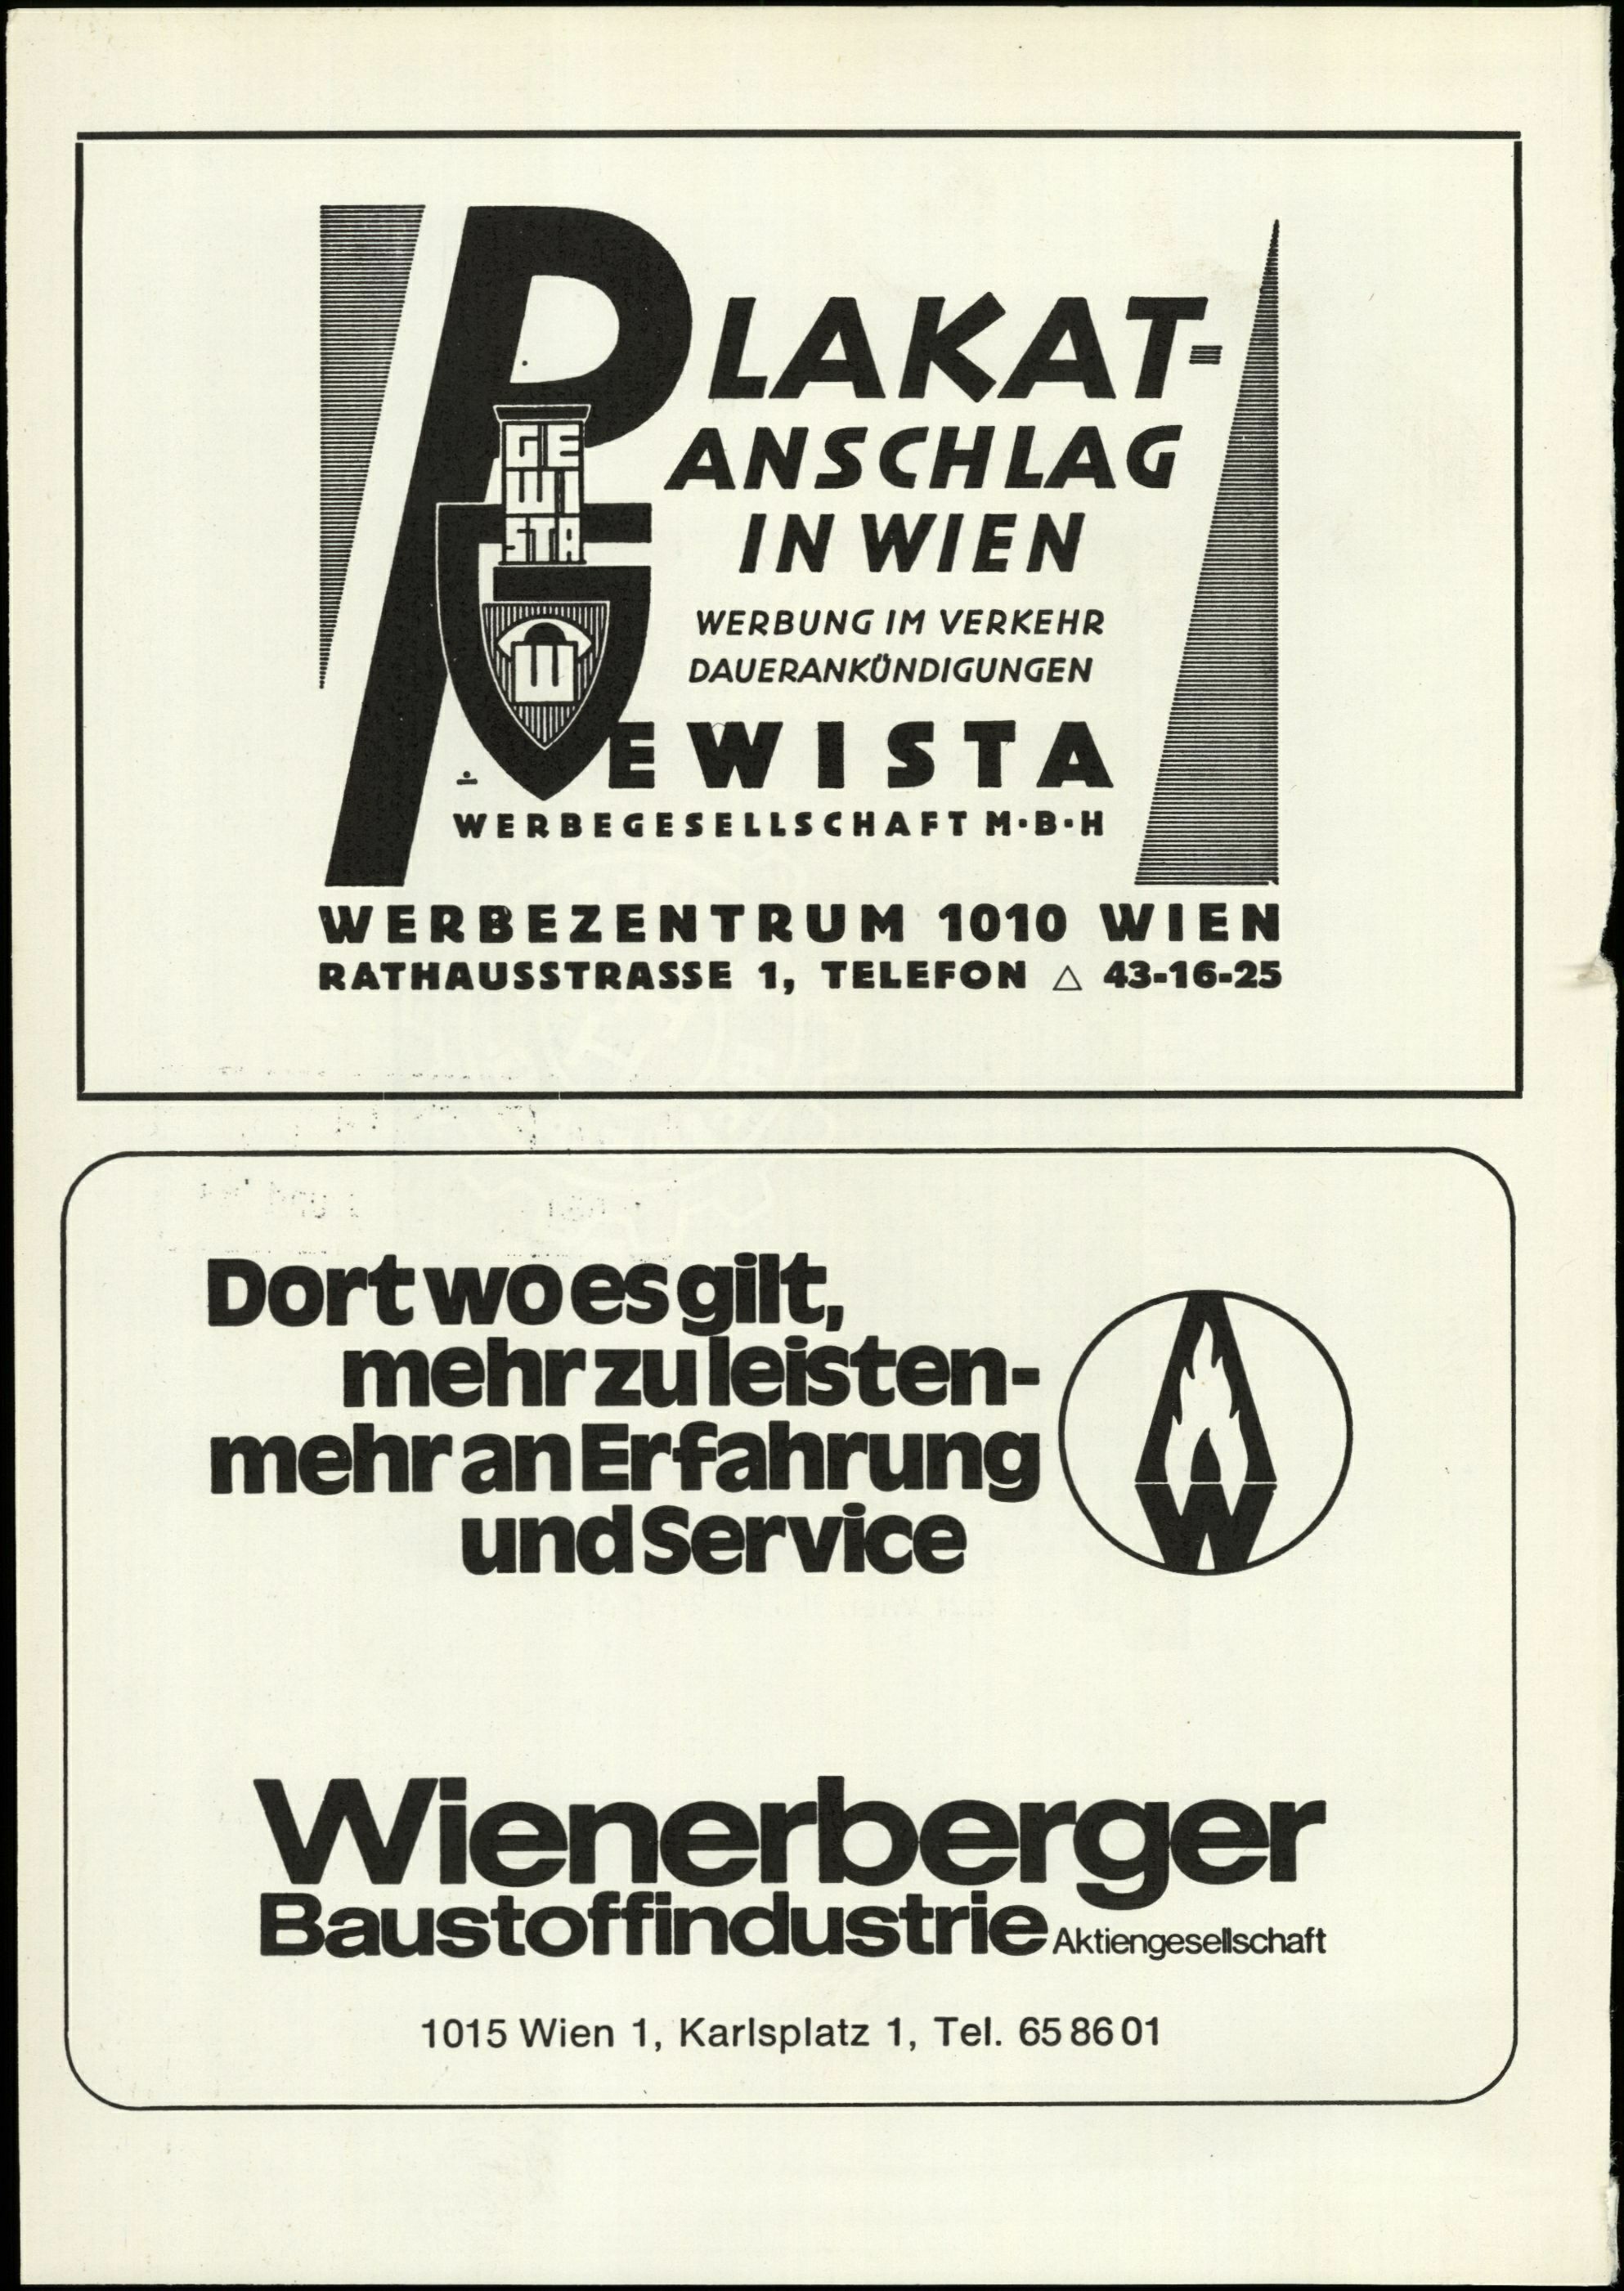 PLAKAT-
ANSCHLAG
IN WIEN
GE
WI
STA
WERBUNG IM VERKEHR
DAUERANKÜNDIGUNGEN
GEWISTA
WERBEGESELLSCHAFT M·B·H
WERBEZENTRUM 1010 WIEN
RATHAUSSTRASSE 1, TELEFON △ 43-16-25
Dort wo es gilt,
mehr zu leisten-
mehr an Erfahrung
und Service
W
Wienerberger
Baustoffindustrie Aktiengesellschaft
1015 Wien 1, Karlsplatz 1, Tel. 65 86 01